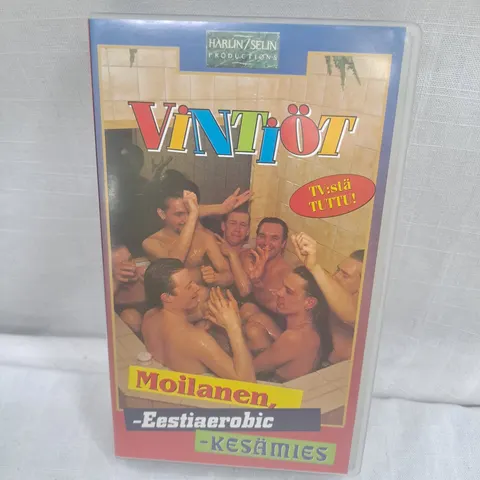 HARLIN/SELIN
PRODUCTIONS
ViNTiÖT
TV:stä
TUTTU!
Moilanen,
-Eestiaerobic
-KESÄMIES